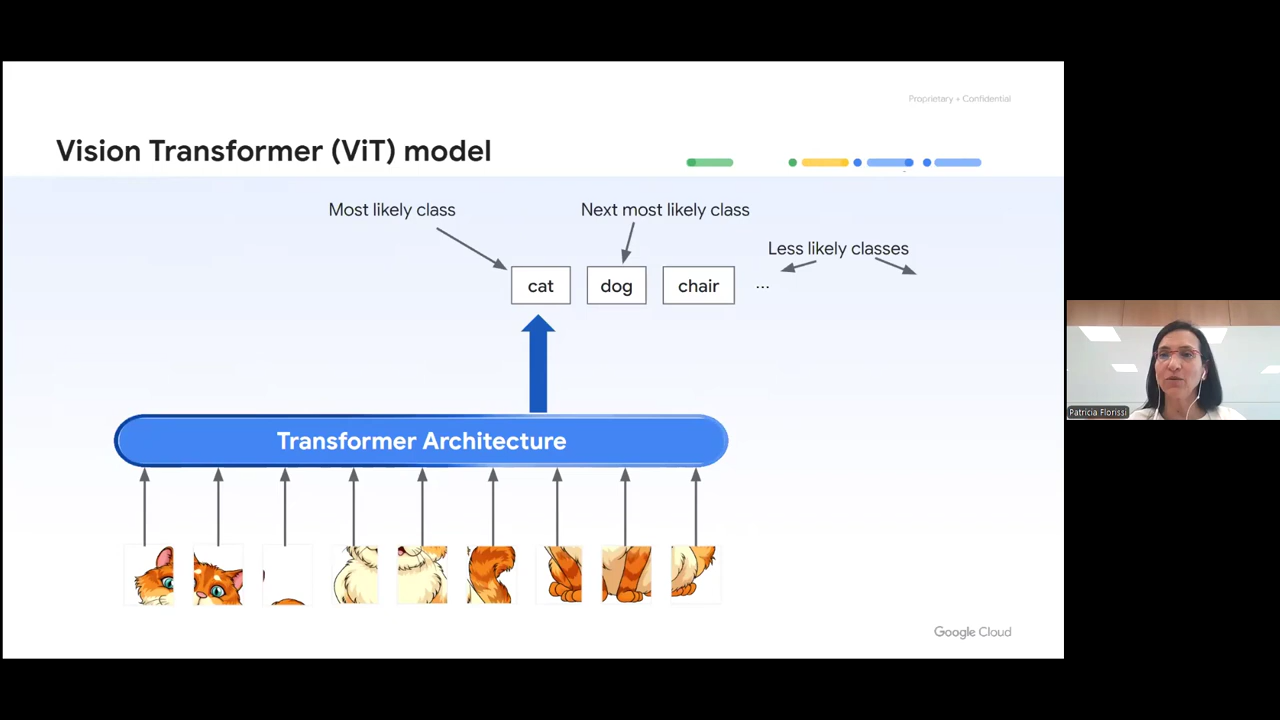 Proprietary + Confidential
Vision Transformer (ViT) model
Most likely class
Next most likely class
Less likely classes
cat
dog
chair
...
Transformer Architecture
Patricia Florissi
Google Cloud